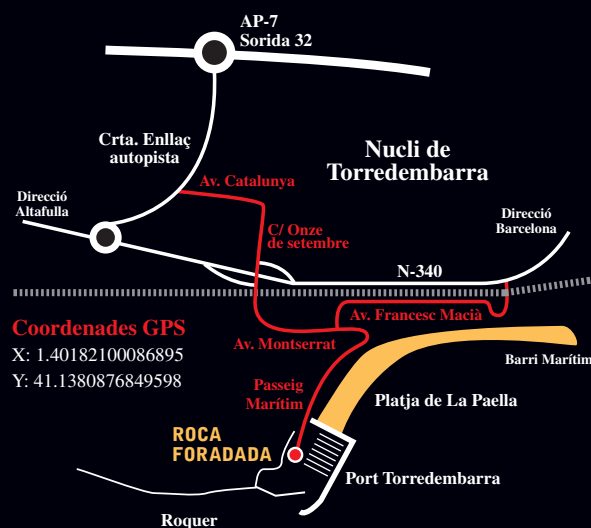 AP-7
Sorida 32
Crta. Enllaç
autopista
Nucli de
Torredembarra
Av. Catalunya
Direcció
Altafulla
C/ Onze
de setembre
Direcció
Barcelona
N-340
Coordenades GPS
X: 1.40182100086895
Y: 41.1380876849598
Av. Francesc Macià
Av. Montserrat
Barri Marítim
Passeig
Marítim
Platja de La Paella
ROCA
FORADADA
Port Torredembarra
Roquer